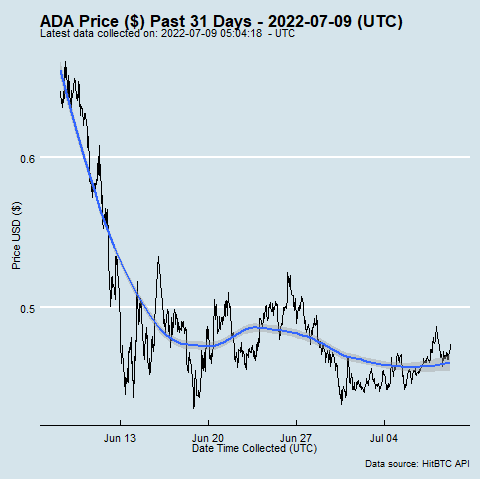 ADA Price ($) Past 31 Days - 2022-07-09 (UTC)
Latest data collected on: 2022-07-09 05:04:18 - UTC
0.6
Price USD ($)
0.5
Jun 13 Jun 20 Jun 27 Jul 04
Date Time Collected (UTC)
Data source: HitBTC API